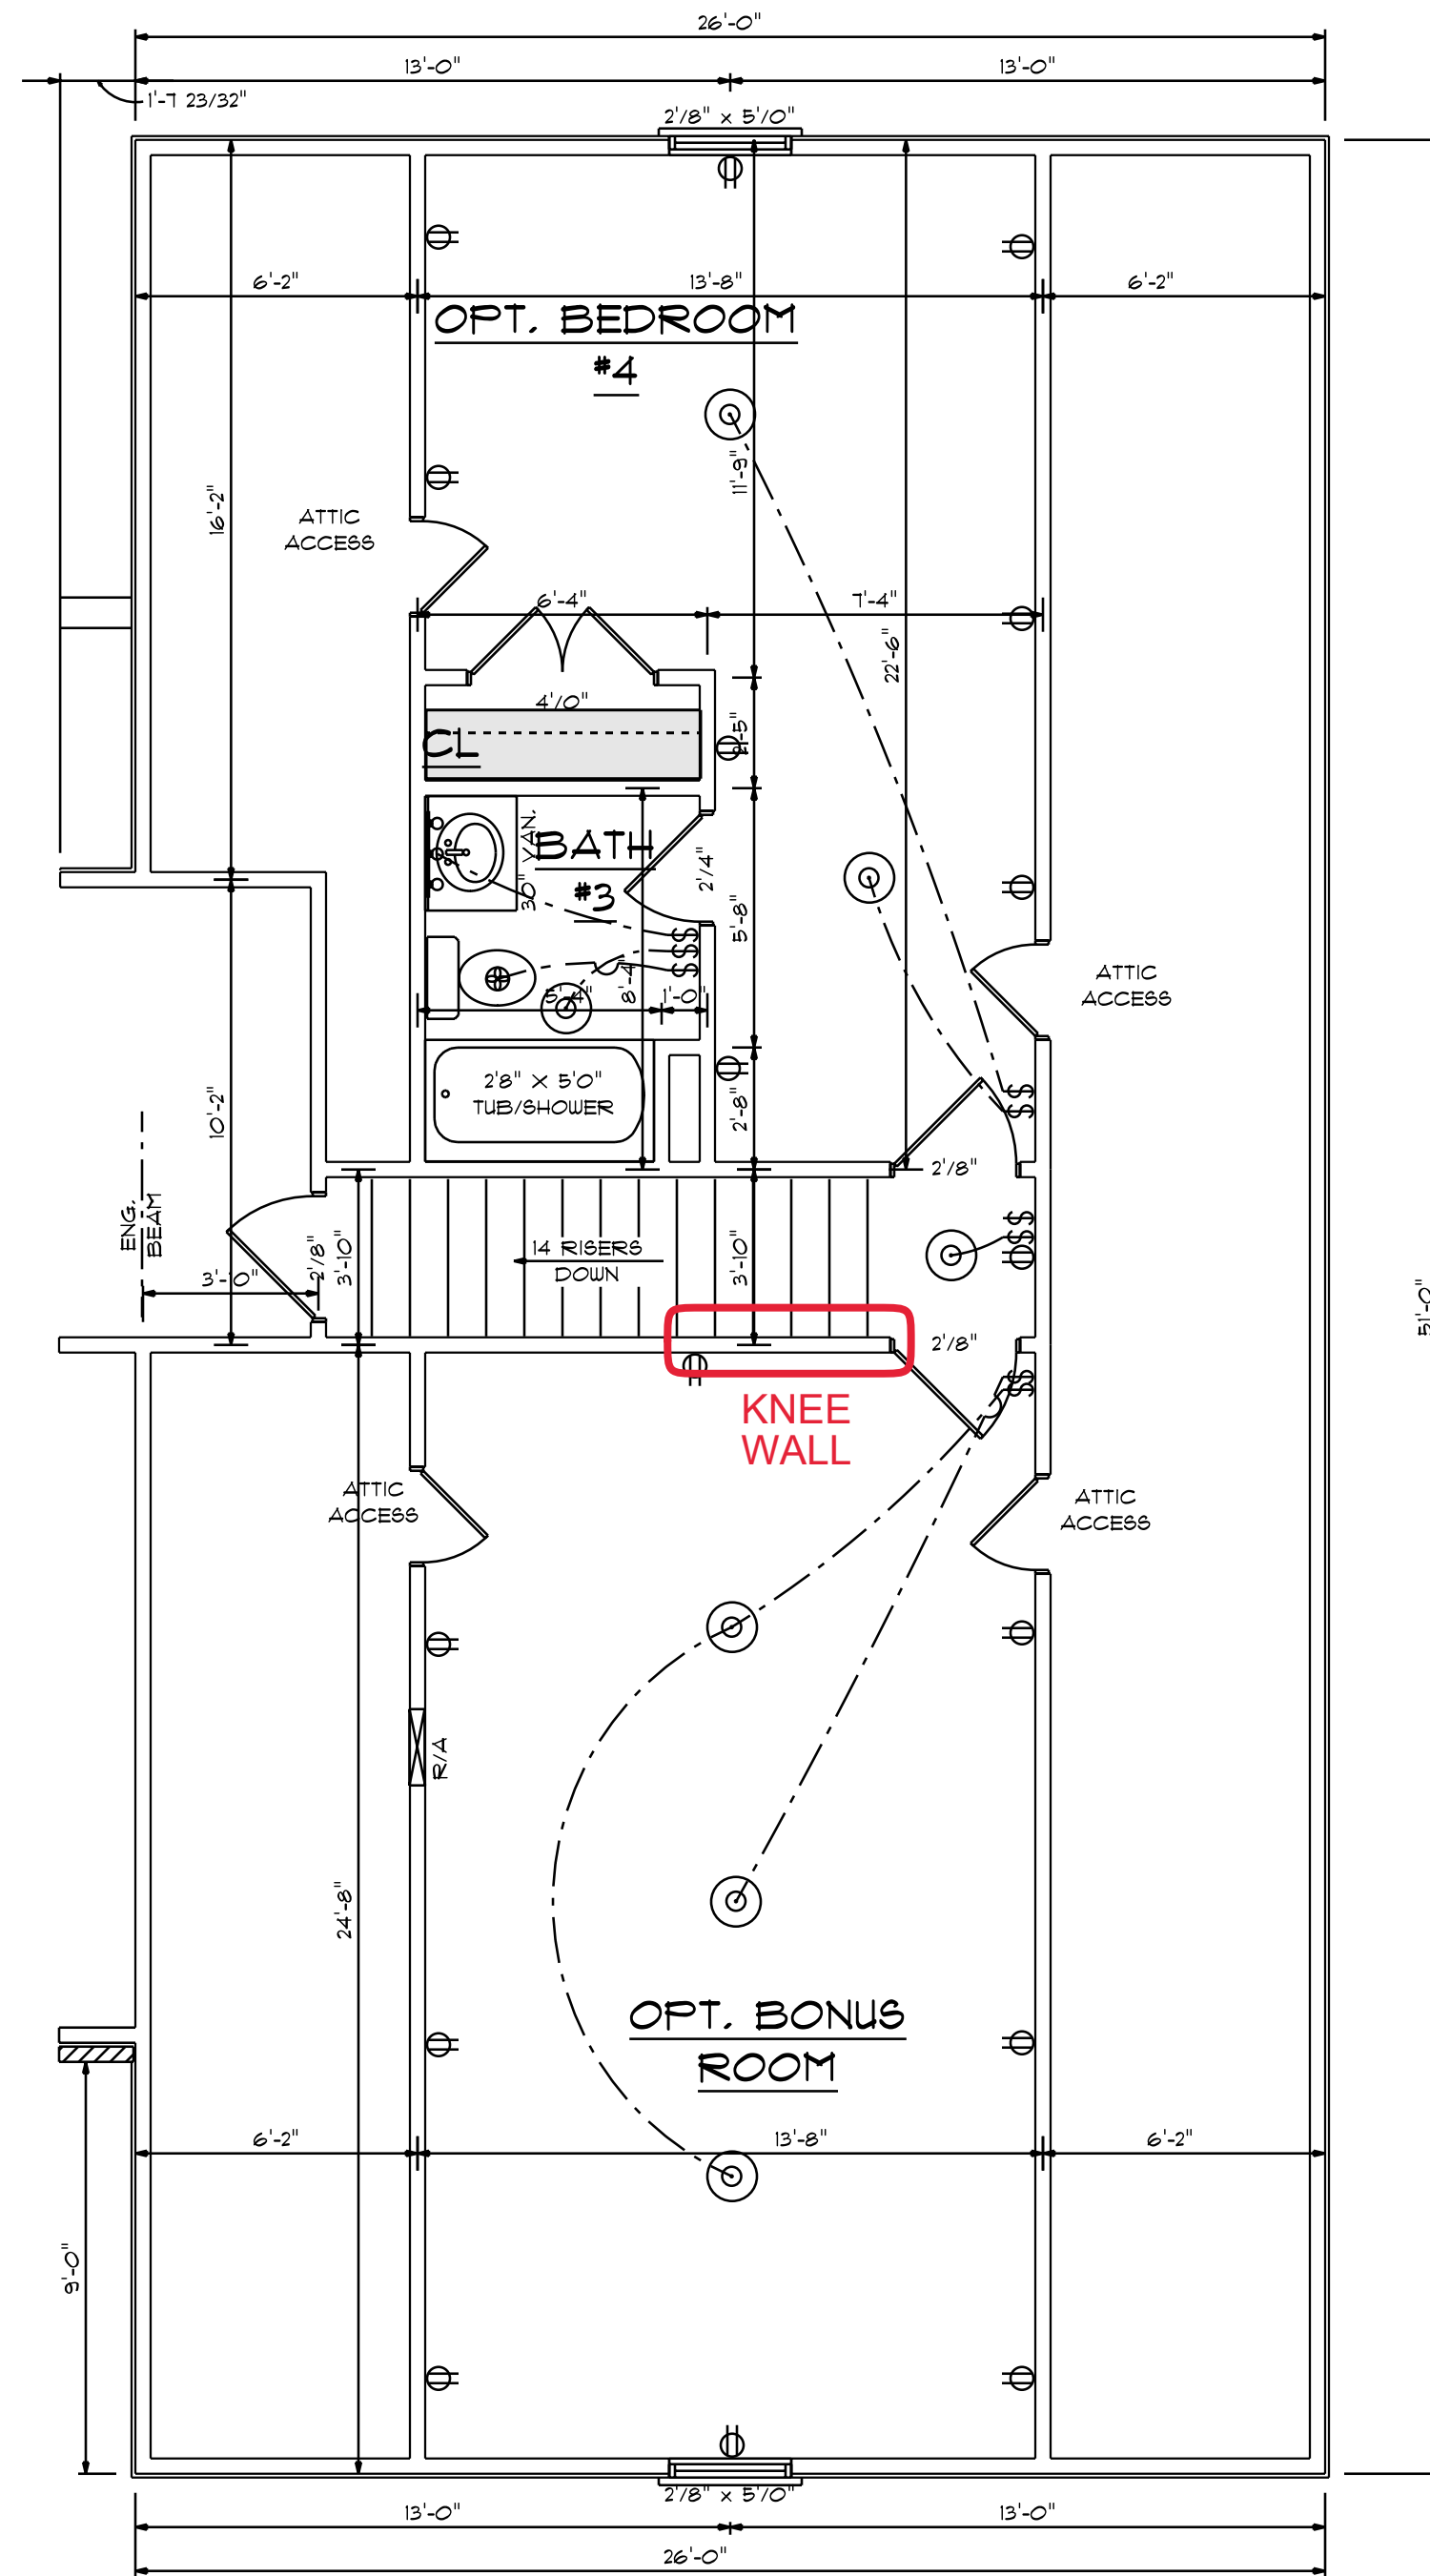 26'-0"
13'-0"
13'-0"
1'-7 23/32"
2'/8" x 5'/0"
6'-2"
13'-8"
6'-2"
OPT. BEDROOM
#4
11'-9"
16'-2"
ATTIC
ACCESS
6'-4"
7'-4"
22'-6"
4'/0"
CL
2'-5"
30" VAN.
BATH
#3
2'/4"
5'-8"
ATTIC
ACCESS
5'-4"
8'-4"
1'-0"
2'8" X 5'0"
TUB/SHOWER
2'-8"
10'-2"
2'/8"
ENG.
BEAM
3'-0"
2'/8"
3'-10"
14 RISERS
DOWN
3'-10"
51'-0"
2'/8"
KNEE
WALL
ATTIC
ACCESS
ATTIC
ACCESS
R/A
24'-8"
OPT. BONUS
ROOM
6'-2"
13'-8"
6'-2"
9'-0"
2'/8" x 5'/0"
13'-0"
13'-0"
26'-0"